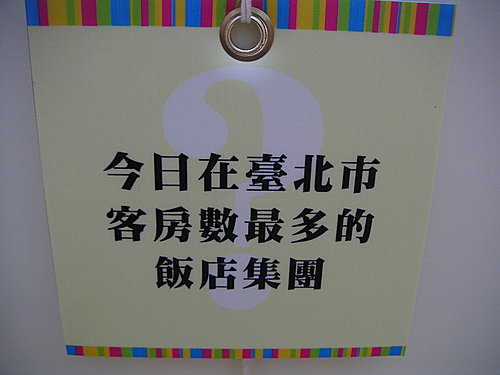 今日在臺北市
客房數最多的
飯店集團